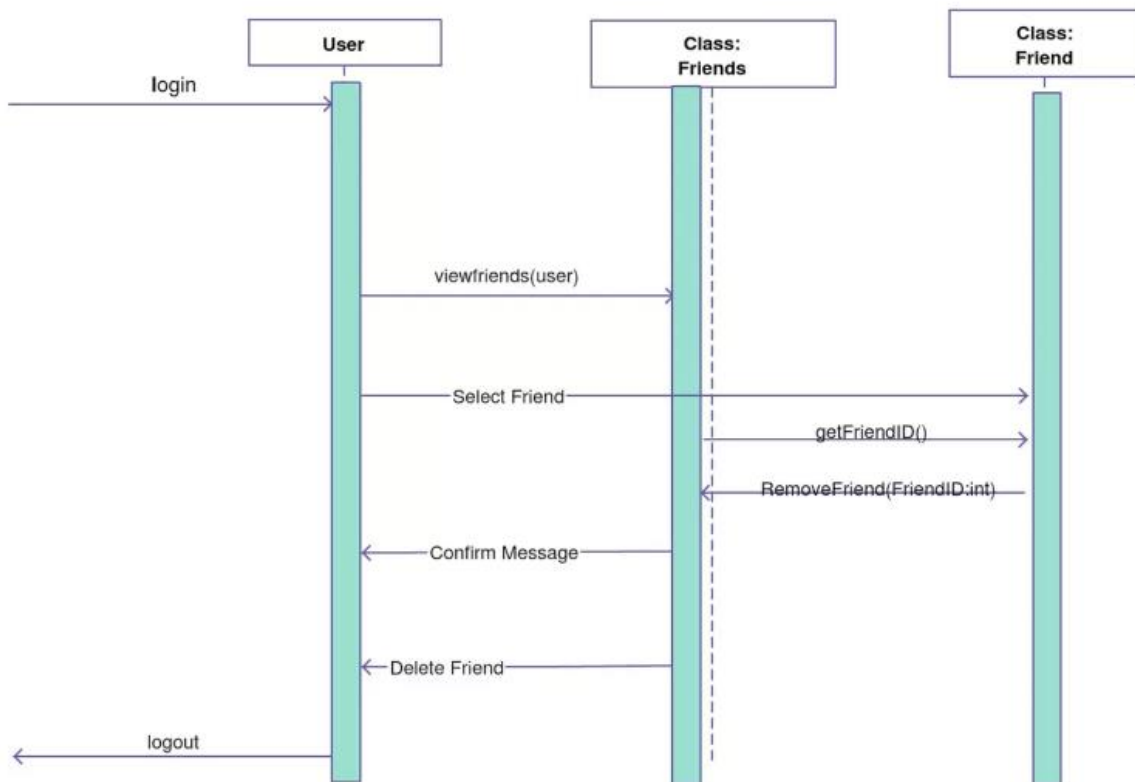 User
Class:
Friends
Class:
Friend
login
viewfriends(user)
Select Friend
getFriendID()
RemoveFriend(FriendID:int)
Confirm Message
Delete Friend
logout